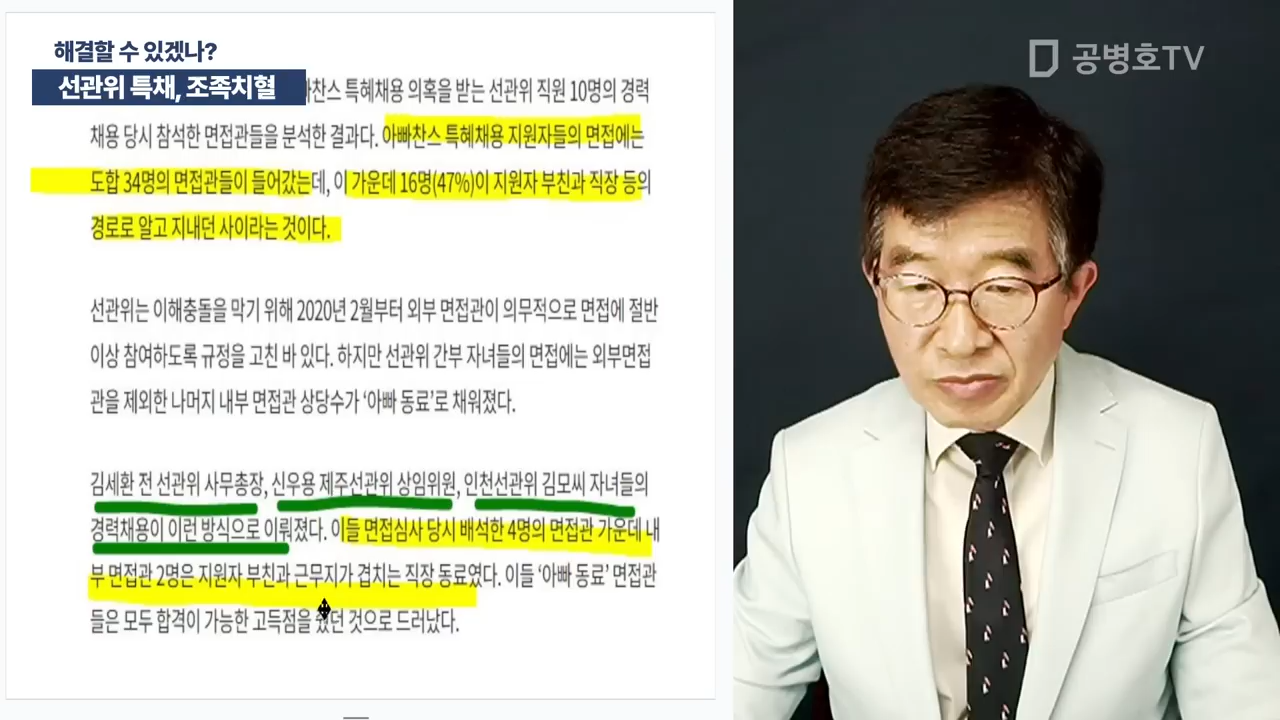 해결할 수 있겠나?
선관위 특채, 조족치혈
공병호TV
빠찬스 특혜채용 의혹을 받는 선관위 직원 10명의 경력
채용 당시 참석한 면접관들을 분석한 결과다. 아빠찬스 특혜채용 지원자들의 면접에는
도합 34명의 면접관들이 들어갔는데, 이 가운데 16명(47%)이 지원자 부친과 직장 등의
경로로 알고 지내던 사이라는 것이다.
선관위는 이해충돌을 막기 위해 2020년 2월부터 외부 면접관이 의무적으로 면접에 절반
이상 참여하도록 규정을 고친 바 있다. 하지만 선관위 간부 자녀들의 면접에는 외부면접
관을 제외한 나머지 내부 면접관 상당수가 ‘아빠 동료’로 채워졌다.
김세환 전 선관위 사무총장, 신우용 제주선관위 상임위원, 인천선관위 김모씨 자녀들의
경력채용이 이런 방식으로 이뤄졌다. 이들 면접심사 당시 배석한 4명의 면접관 가운데 내
부 면접관 2명은 지원자 부친과 근무지가 겹치는 직장 동료였다. 이들 ‘아빠 동료’ 면접관
들은 모두 합격이 가능한 고득점을 줬던 것으로 드러났다.